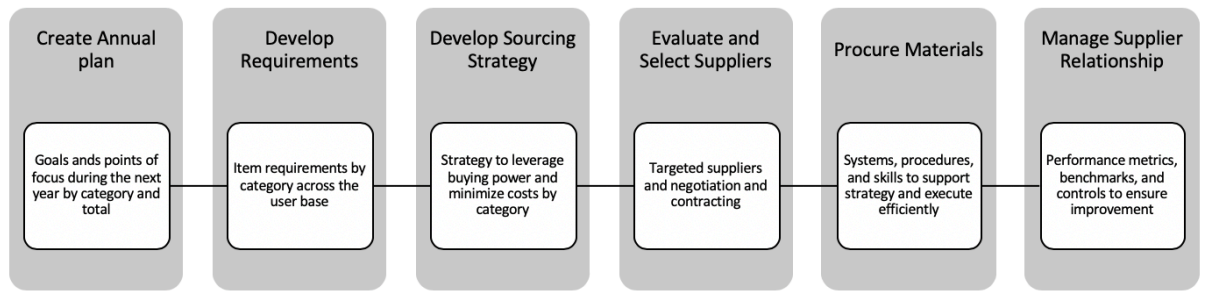 Create Annual
plan
Goals ands points of
focus during the next
year by category and
total
Develop
Requirements
Item requirements by
category across the
user base
Develop Sourcing
Strategy
Strategy to leverage
buying power and
minimize costs by
category
Evaluate and
Select Suppliers
Targeted suppliers
and negotiation and
contracting
Procure Materials
Systems, procedures,
and skills to support
strategy and execute
efficiently
Manage Supplier
Relationship
Performance metrics,
benchmarks, and
controls to ensure
improvement